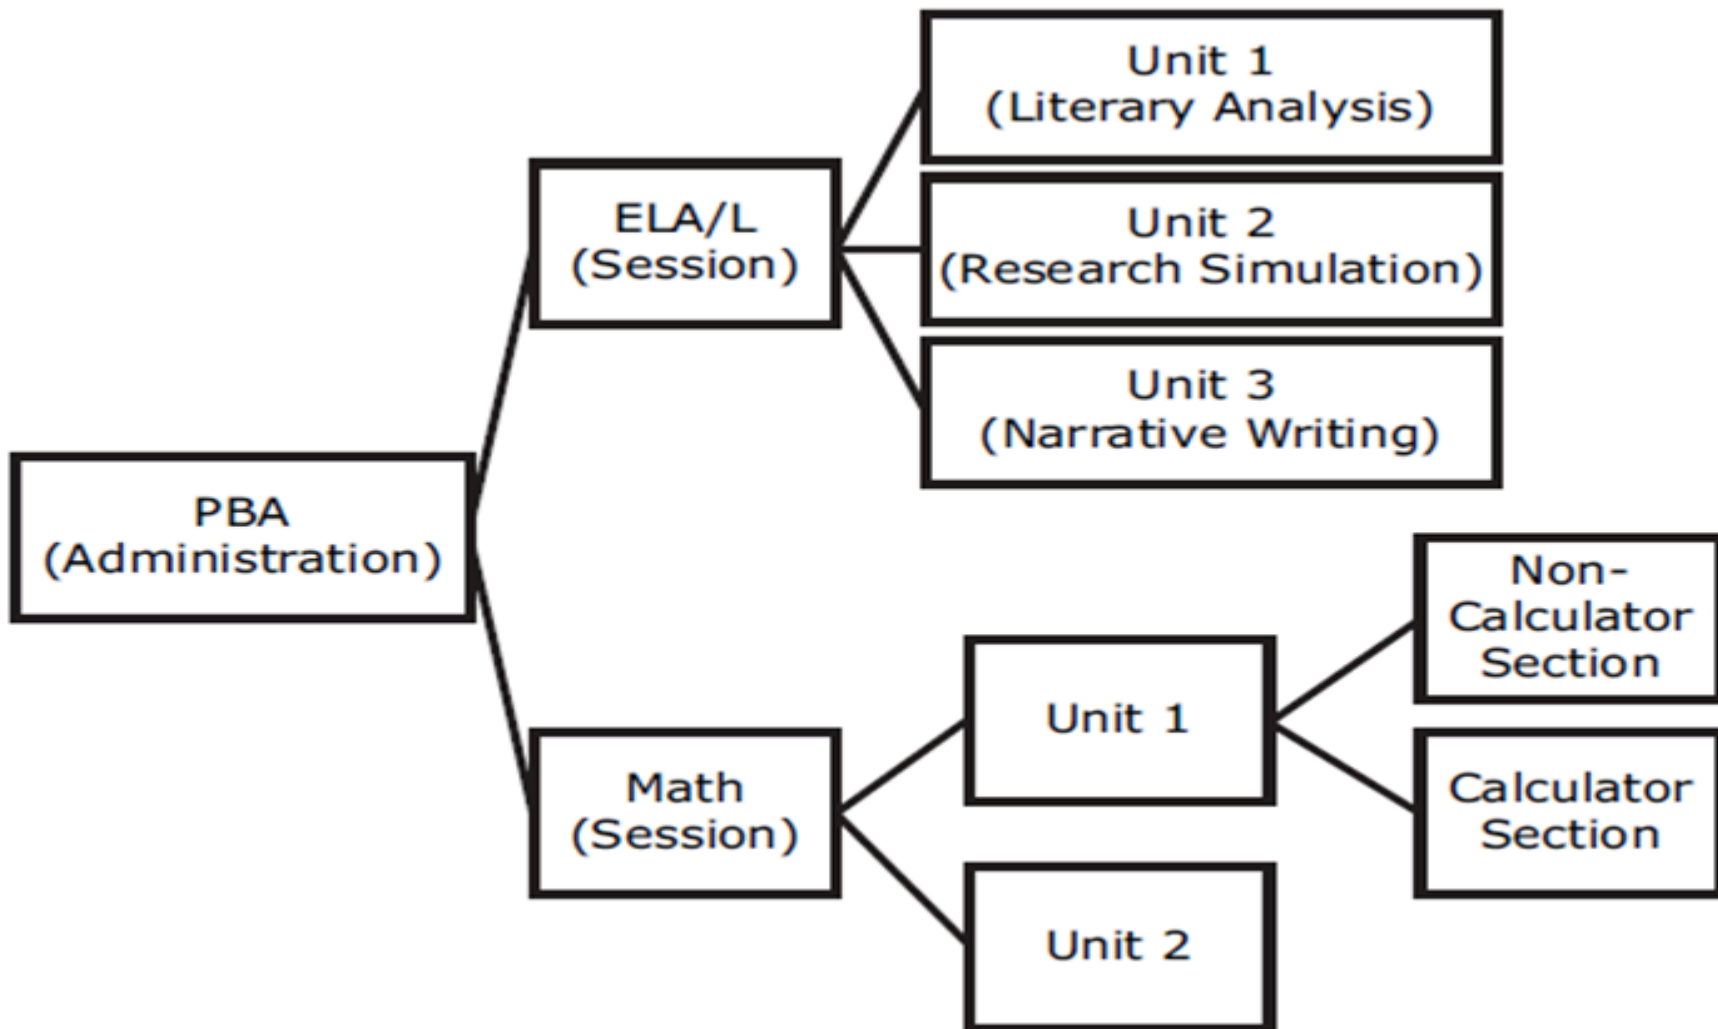 Unit 1
(Literary Analysis)
ELA/L
(Session)
Unit 2
(Research Simulation)
Unit 3
(Narrative Writing)
PBA
(Administration)
Non-
Calculator
Section
Unit 1
Math
(Session)
Calculator
Section
Unit 2